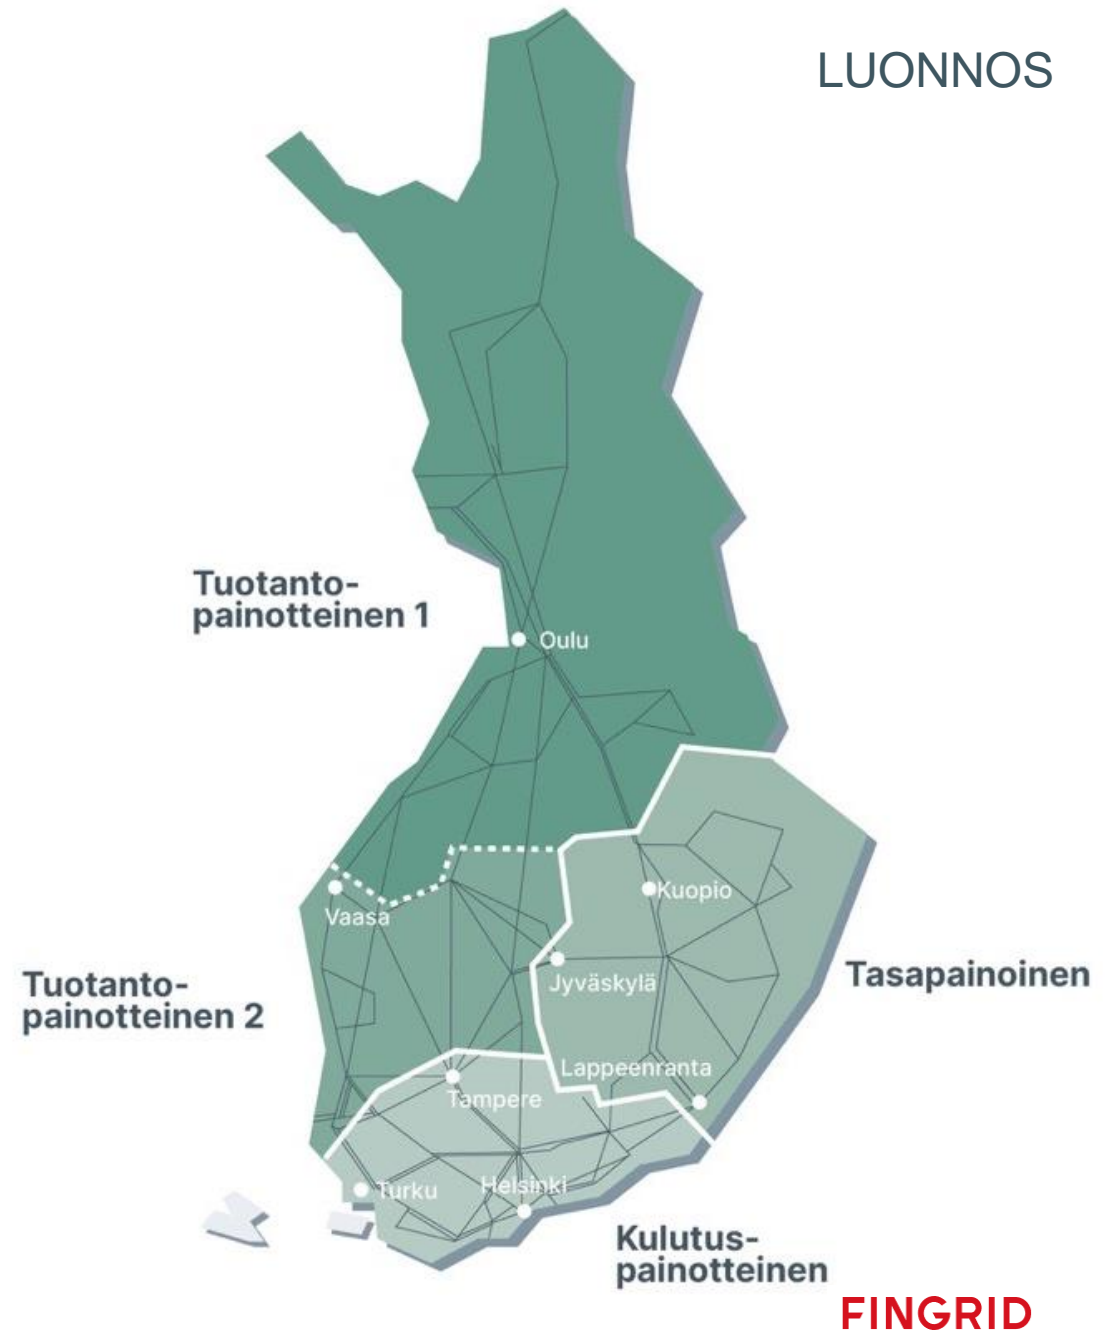 LUONNOS
Tuotanto-
painotteinen 1
Oulu
Kuopio
Vaasa
Tuotanto-
painotteinen 2
Jyväskylä
Tasapainoinen
Lappeenranta
Tampere
Turku
Helsinki
Kulutus-
painotteinen
FINGRID